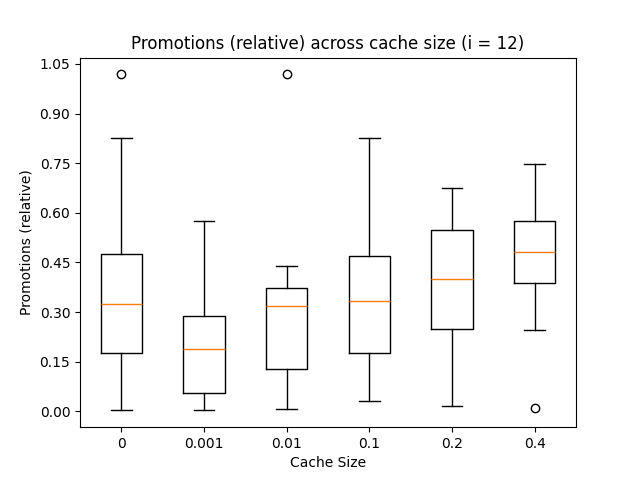 Promotions (relative) across cache size (i = 12)
Promotions (relative)
1.05
0.90
0.75
0.60
0.45
0.30
0.15
0.00
0 0.001 0.01 0.1 0.2 0.4
Cache Size